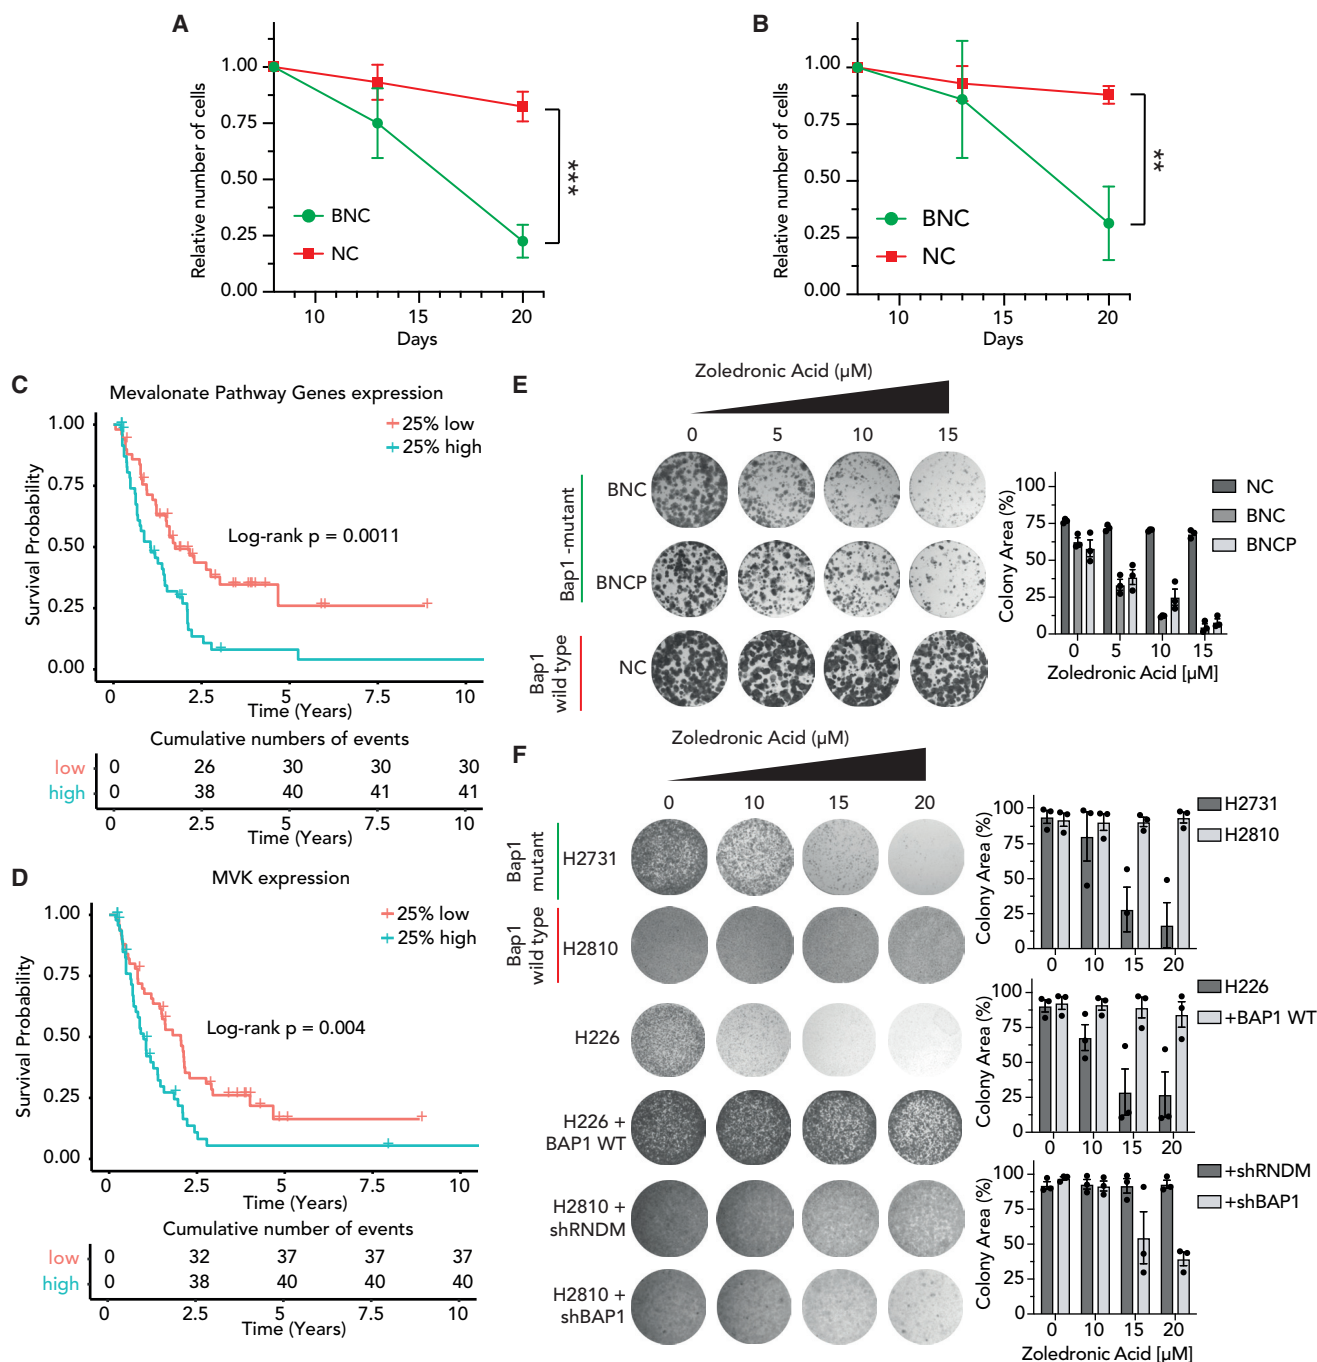 A
Relative number of cells
1.00
0.75
0.50
0.25
0.00
BNC
NC
***
10
15
20
Days
B
Relative number of cells
1.00
0.75
0.50
0.25
0.00
BNC
NC
**
10
15
20
Days
C
Mevalonate Pathway Genes expression
Survival Probability
1.00
0.75
0.50
0.25
0.00
25% low
25% high
Log-rank p = 0.0011
0 2.5 5 7.5 10
Time (Years)
Cumulative numbers of events
low 0 26 30 30 30
high 0 38 40 41 41
0 2.5 5 7.5 10
Time (Years)
D
MVK expression
Survival Probability
1.00
0.75
0.50
0.25
0.00
25% low
25% high
Log-rank p = 0.004
0 2.5 5 7.5 10
Time (Years)
Cumulative number of events
low 0 32 37 37 37
high 0 38 40 40 40
0 2.5 5 7.5 10
Time (Years)
E
Zoledronic Acid (µM)
0 5 10 15
Bap1 -mutant
BNC
BNCP
Bap1
wild type
NC
Colony Area (%)
100
75
50
25
0
NC
BNC
BNCP
0 5 10 15
Zoledronic Acid [µM]
F
Zoledronic Acid (µM)
0 10 15 20
Bap1
mutant
H2731
Bap1
wild type
H2810
H226
H226 +
BAP1 WT
H2810 +
shRNDM
H2810 +
shBAP1
Colony Area (%)
100
75
50
25
0
H2731
H2810
0 10 15 20
Colony Area (%)
100
75
50
25
0
H226
+BAP1 WT
0 10 15 20
Colony Area (%)
100
75
50
25
0
+shRNDM
+shBAP1
0 10 15 20
Zoledronic Acid [µM]